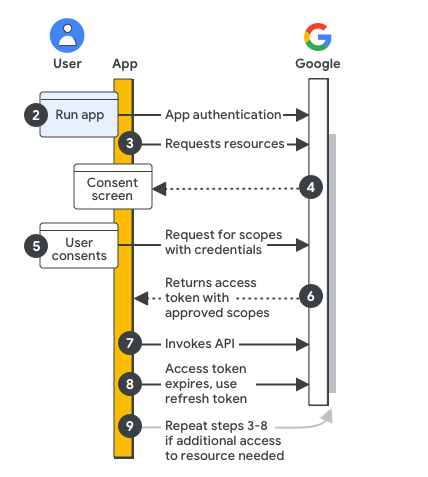 User
App
Google
2
Run app
App authentication
3
Requests resources
Consent
screen
4
5
User
consents
Request for scopes
with credentials
Returns access
token with
approved scopes
6
7
Invokes API
8
Access token
expires, use
refresh token
9
Repeat steps 3-8
if additional access
to resource needed